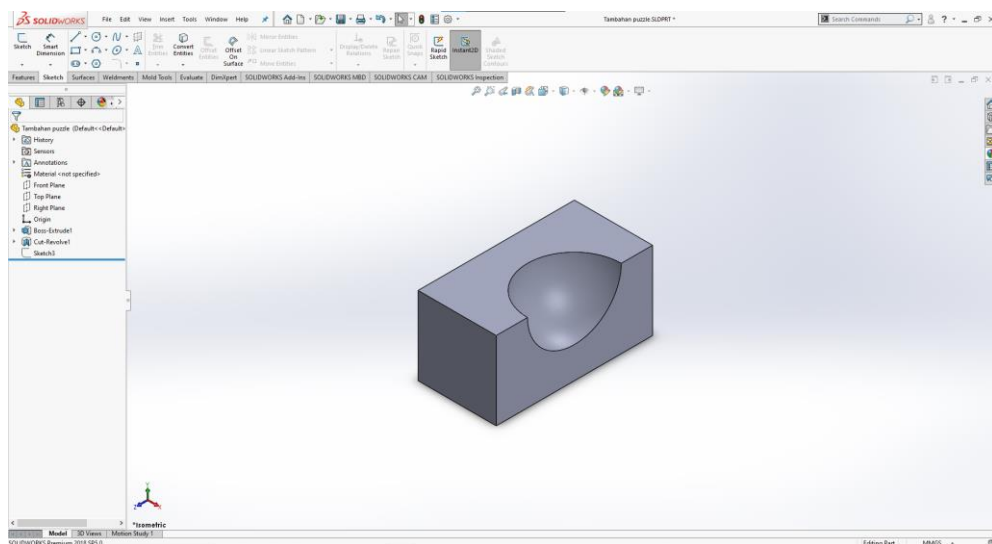 SOLIDWORKS File Edit View Insert Tools Window Help Tambahan puzzle.SLDPRT * Search Commands
Sketch Smart Dimension Trim Entities Convert Entities Offset Entities Offset On Surface Mirror Entities Linear Sketch Pattern Move Entities Display/Delete Relations Repair Sketch Quick Snaps Rapid Sketch Instant2D Shaded Sketch Contours
Features Sketch Surfaces Weldments Mold Tools Evaluate DimXpert SOLIDWORKS Add-Ins SOLIDWORKS MBD SOLIDWORKS CAM SOLIDWORKS Inspection
Tambahan puzzle (Default<<Default>
History
Sensors
Annotations
Material <not specified>
Front Plane
Top Plane
Right Plane
Origin
Boss-Extrude1
Cut-Revolve1
Sketch3
*Isometric
Model 3D Views Motion Study 1
SOLIDWORKS Premium 2018 SP5.0 Editing Part MMGS